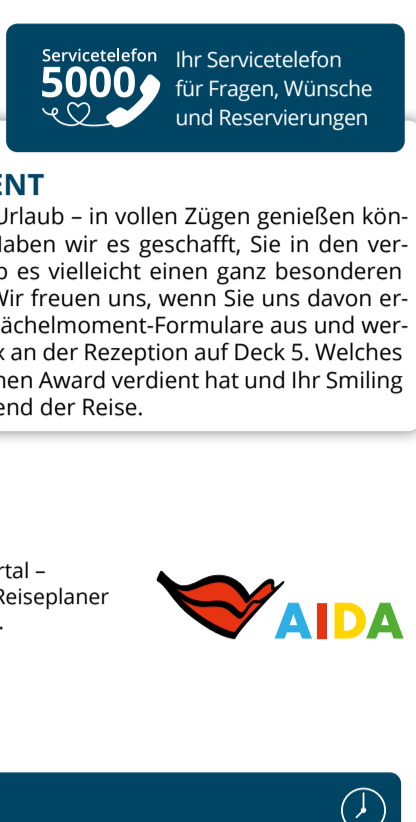 Servicetelefon
5000
Ihr Servicetelefon
für Fragen, Wünsche
und Reservierungen
ENT
Urlaub – in vollen Zügen genießen kön-
Haben wir es geschafft, Sie in den ver-
es vielleicht einen ganz besonderen
Wir freuen uns, wenn Sie uns davon er-
ächelmoment-Formulare aus und wer-
x an der Rezeption auf Deck 5. Welches
nen Award verdient hat und Ihr Smiling
end der Reise.
rtal –
Reiseplaner
.
AIDA